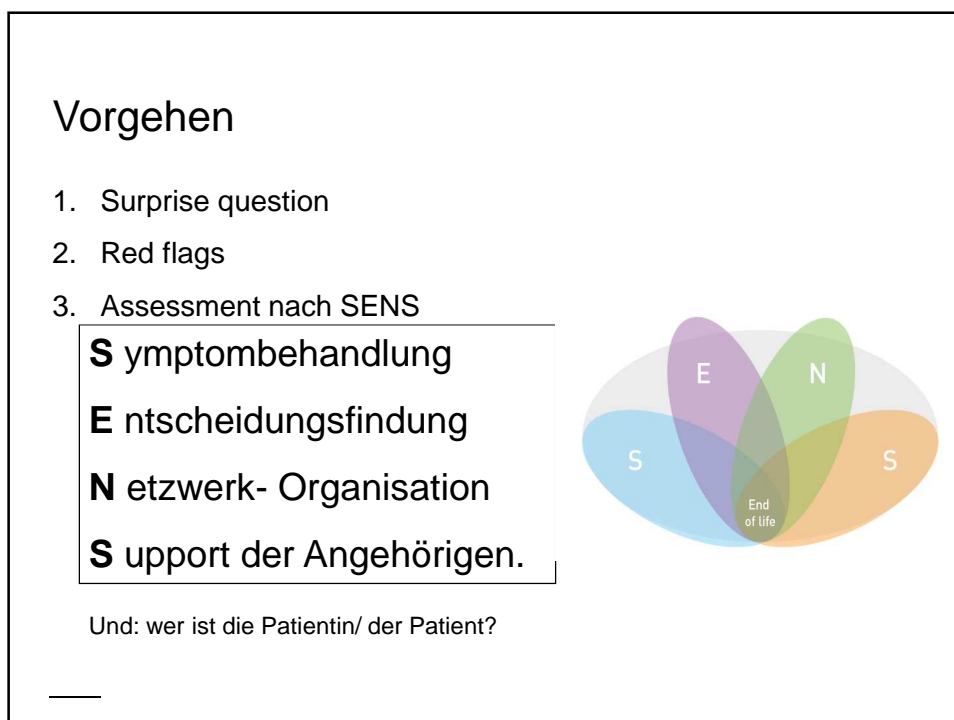 Vorgehen
1. Surprise question
2. Red flags
3. Assessment nach SENS
S ymptombehandlung
E ntscheidungsfindung
N etzwerk- Organisation
S upport der Angehörigen.
Und: wer ist die Patientin/ der Patient?
S
E
N
S
End
of life